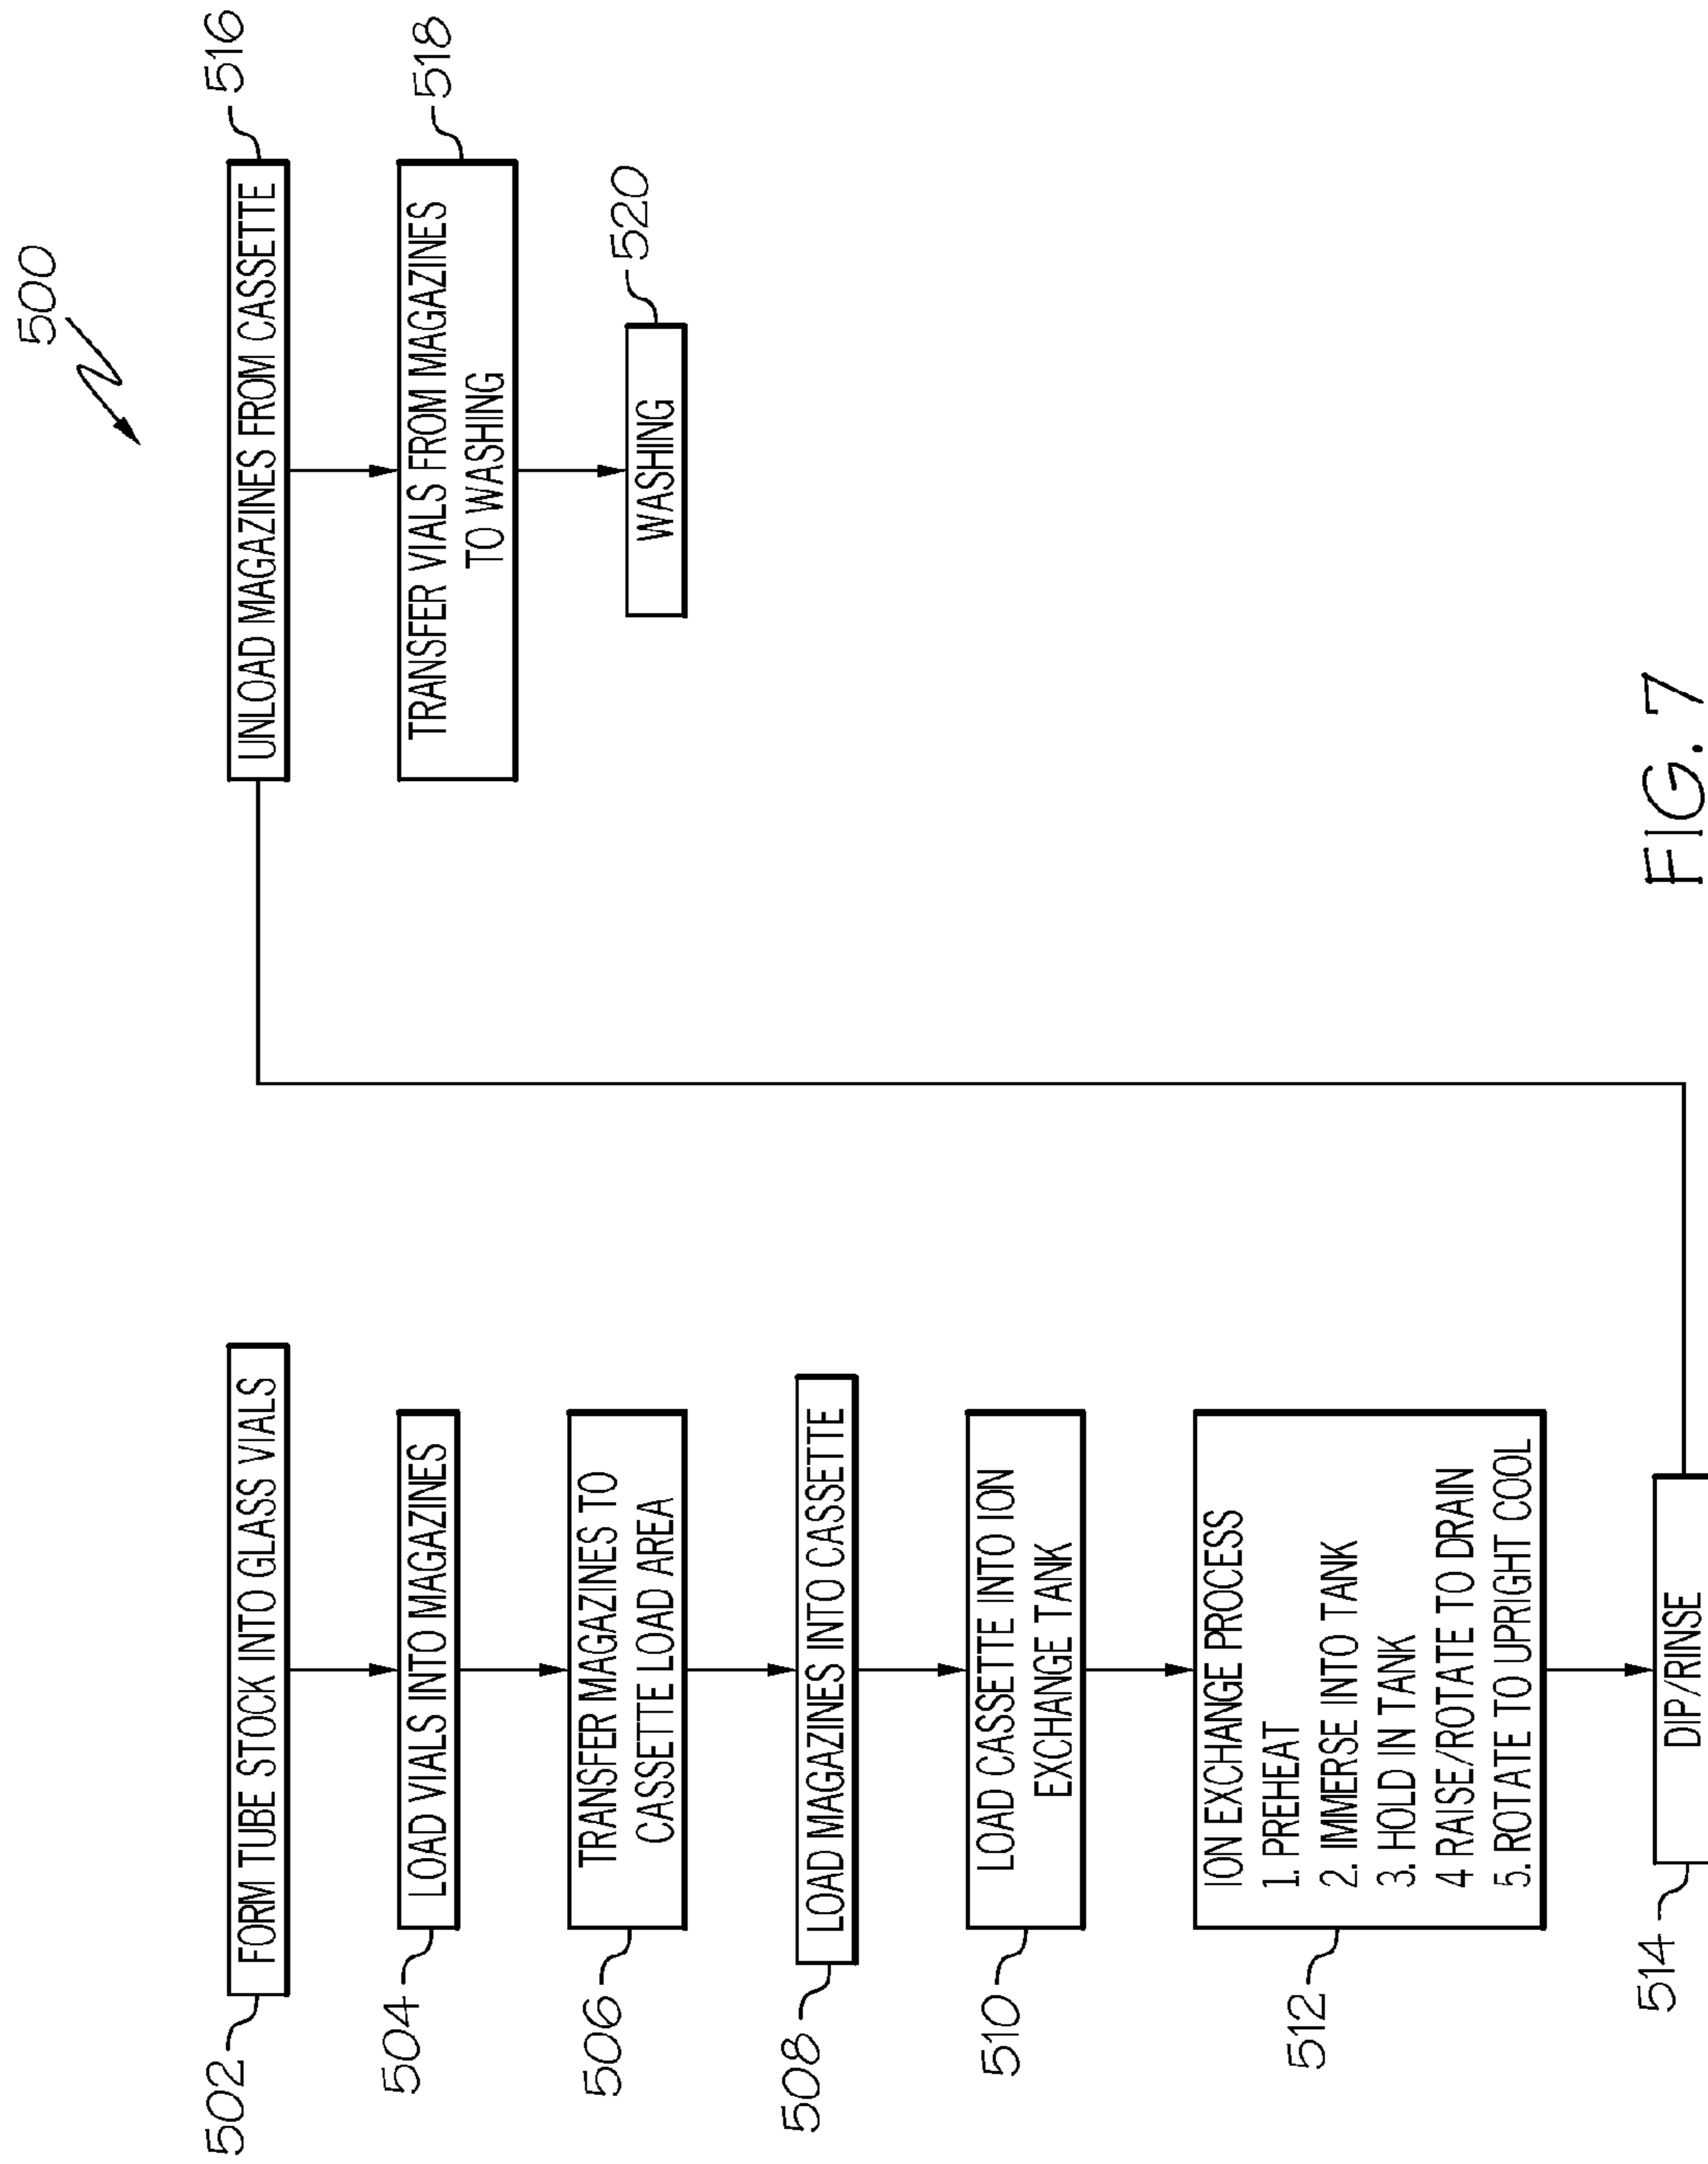 500
502
FORM TUBE STOCK INTO GLASS VIALS
504
LOAD VIALS INTO MAGAZINES
506
TRANSFER MAGAZINES TO
CASSETTE LOAD AREA
508
LOAD MAGAZINES INTO CASSETTE
510
LOAD CASSETTE INTO ION
EXCHANGE TANK
512
ION EXCHANGE PROCESS
1. PREHEAT
2. IMMERSE INTO TANK
3. HOLD IN TANK
4 RAISE/ROTATE TO DRAIN
5. ROTATE TO UPRIGHT COOL
514
DIP/RINSE
UNLOAD MAGAZINES FROM CASSETTE
516
TRANSFER VIALS FROM MAGAZINES
TO WASHING
518
WASHING
520
FIG. 7